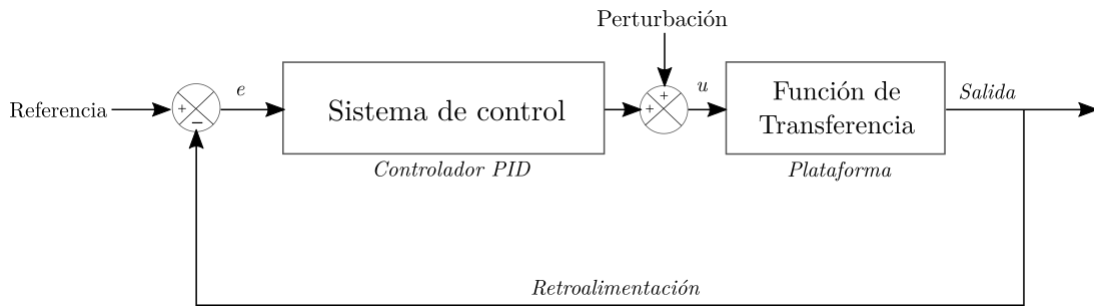 Perturbación
Referencia
+
−
e
Sistema de control
Controlador PID
+
+
u
Función de
Transferencia
Plataforma
Salida
Retroalimentación